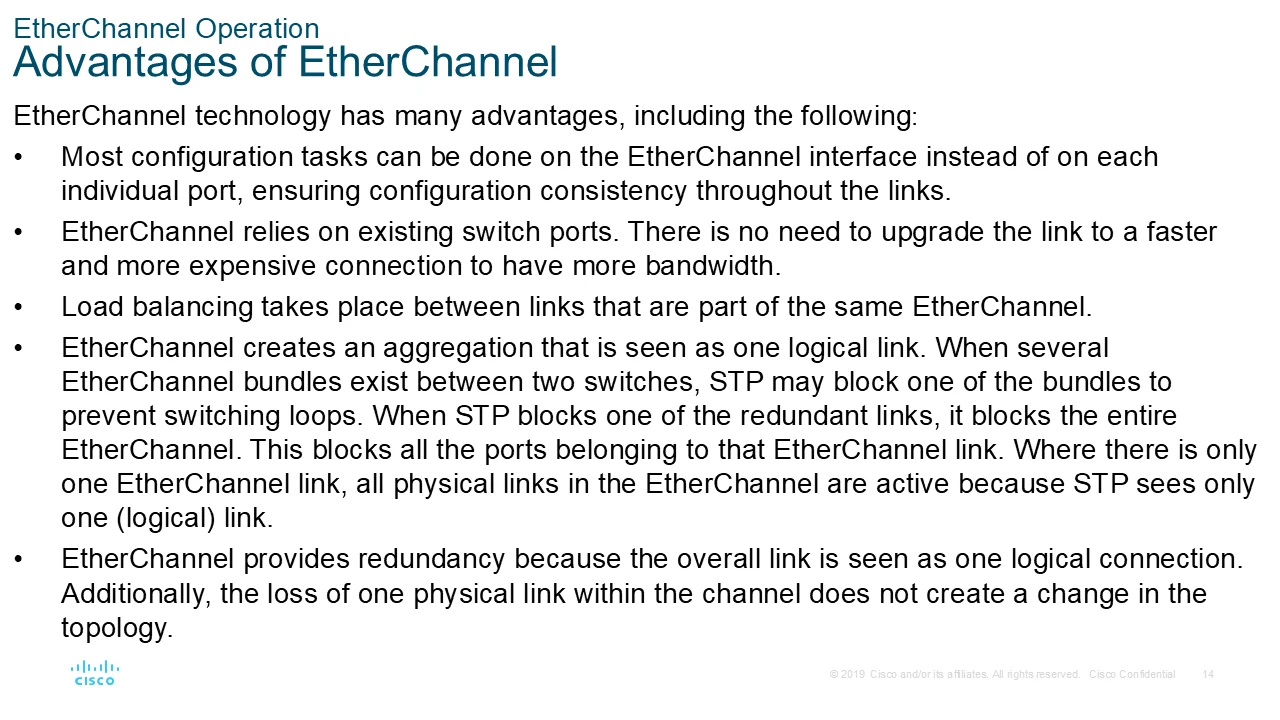 EtherChannel Operation
Advantages of EtherChannel
EtherChannel technology has many advantages, including the following:
• Most configuration tasks can be done on the EtherChannel interface instead of on each
individual port, ensuring configuration consistency throughout the links.
• EtherChannel relies on existing switch ports. There is no need to upgrade the link to a faster
and more expensive connection to have more bandwidth.
• Load balancing takes place between links that are part of the same EtherChannel.
• EtherChannel creates an aggregation that is seen as one logical link. When several
EtherChannel bundles exist between two switches, STP may block one of the bundles to
prevent switching loops. When STP blocks one of the redundant links, it blocks the entire
EtherChannel. This blocks all the ports belonging to that EtherChannel link. Where there is only
one EtherChannel link, all physical links in the EtherChannel are active because STP sees only
one (logical) link.
• EtherChannel provides redundancy because the overall link is seen as one logical connection.
Additionally, the loss of one physical link within the channel does not create a change in the
topology.
CISCO
© 2019 Cisco and/or its affiliates. All rights reserved. Cisco Confidential 14